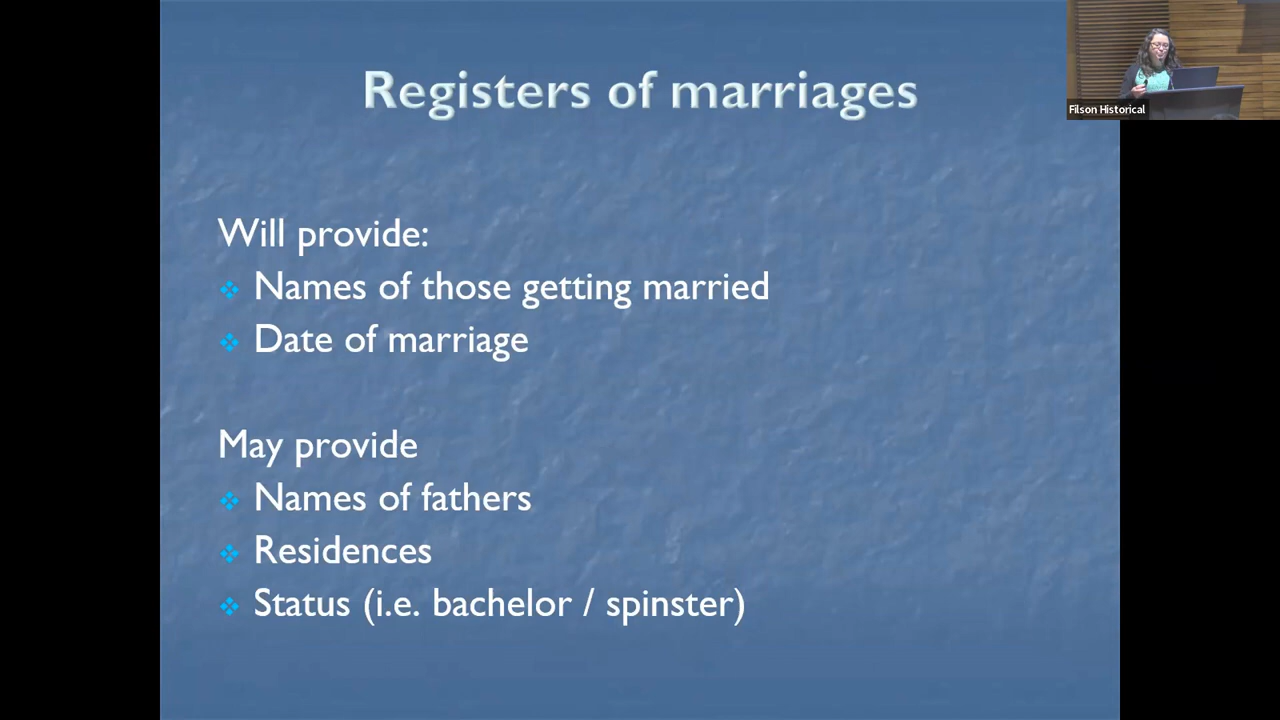 Registers of marriages
Filson Historical
Will provide:
Names of those getting married
Date of marriage
May provide
Names of fathers
Residences
Status (i.e. bachelor / spinster)